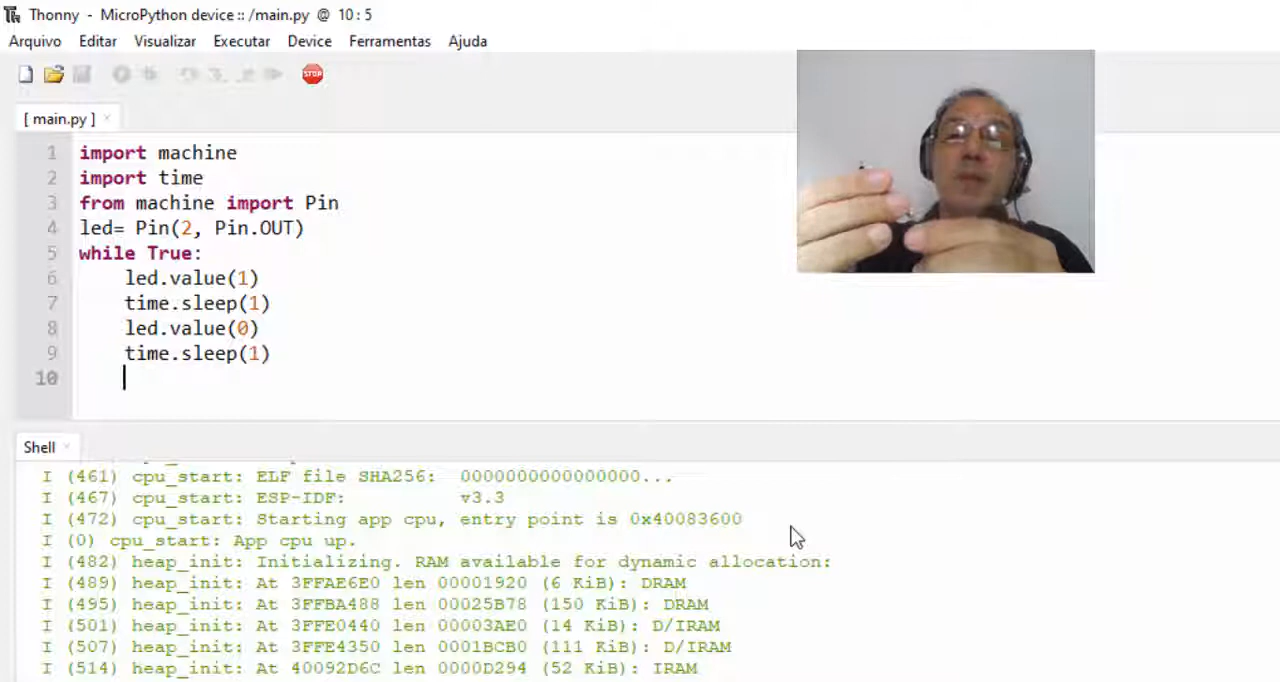 Thonny - MicroPython device :: /main.py @ 10:5
Arquivo Editar Visualizar Executar Device Ferramentas Ajuda
STOP
[ main.py ] ×
1 import machine
2 import time
3 from machine import Pin
4 led= Pin(2, Pin.OUT)
5 while True:
6 led.value(1)
7 time.sleep(1)
8 led.value(0)
9 time.sleep(1)
10
Shell ×
I (461) cpu_start: ELF file SHA256: 0000000000000000...
I (467) cpu_start: ESP-IDF: v3.3
I (472) cpu_start: Starting app cpu, entry point is 0x40083600
I (0) cpu_start: App cpu up.
I (482) heap_init: Initializing. RAM available for dynamic allocation:
I (489) heap_init: At 3FFAE6E0 len 00001920 (6 KiB): DRAM
I (495) heap_init: At 3FFBA488 len 00025B78 (150 KiB): DRAM
I (501) heap_init: At 3FFE0440 len 00003AE0 (14 KiB): D/IRAM
I (507) heap_init: At 3FFE4350 len 0001BCB0 (111 KiB): D/IRAM
I (514) heap_init: At 40092D6C len 0000D294 (52 KiB): IRAM